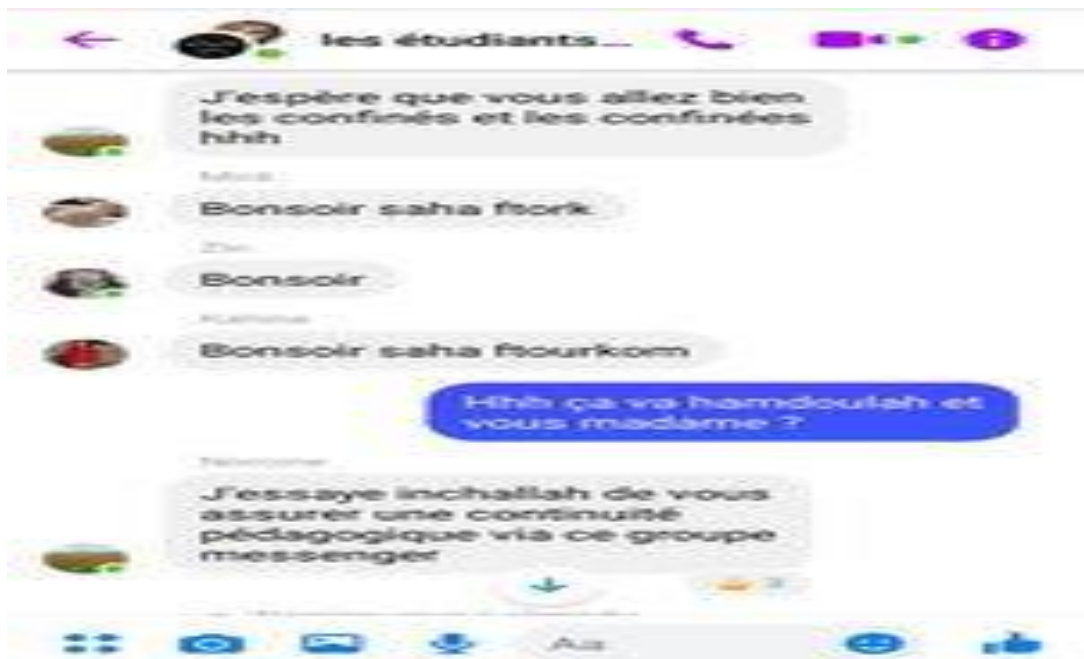 les étudiants...
J'espère que vous allez bien
les confinés et les confinées
hhh
Bonsoir saha ftork
Bonsoir
Bonsoir saha ftourkom
Hhh ça va hamdoulah et
vous madame ?
J'essaye inchallah de vous
assurer une continuité
pédagogique via ce groupe
messenger
Aa